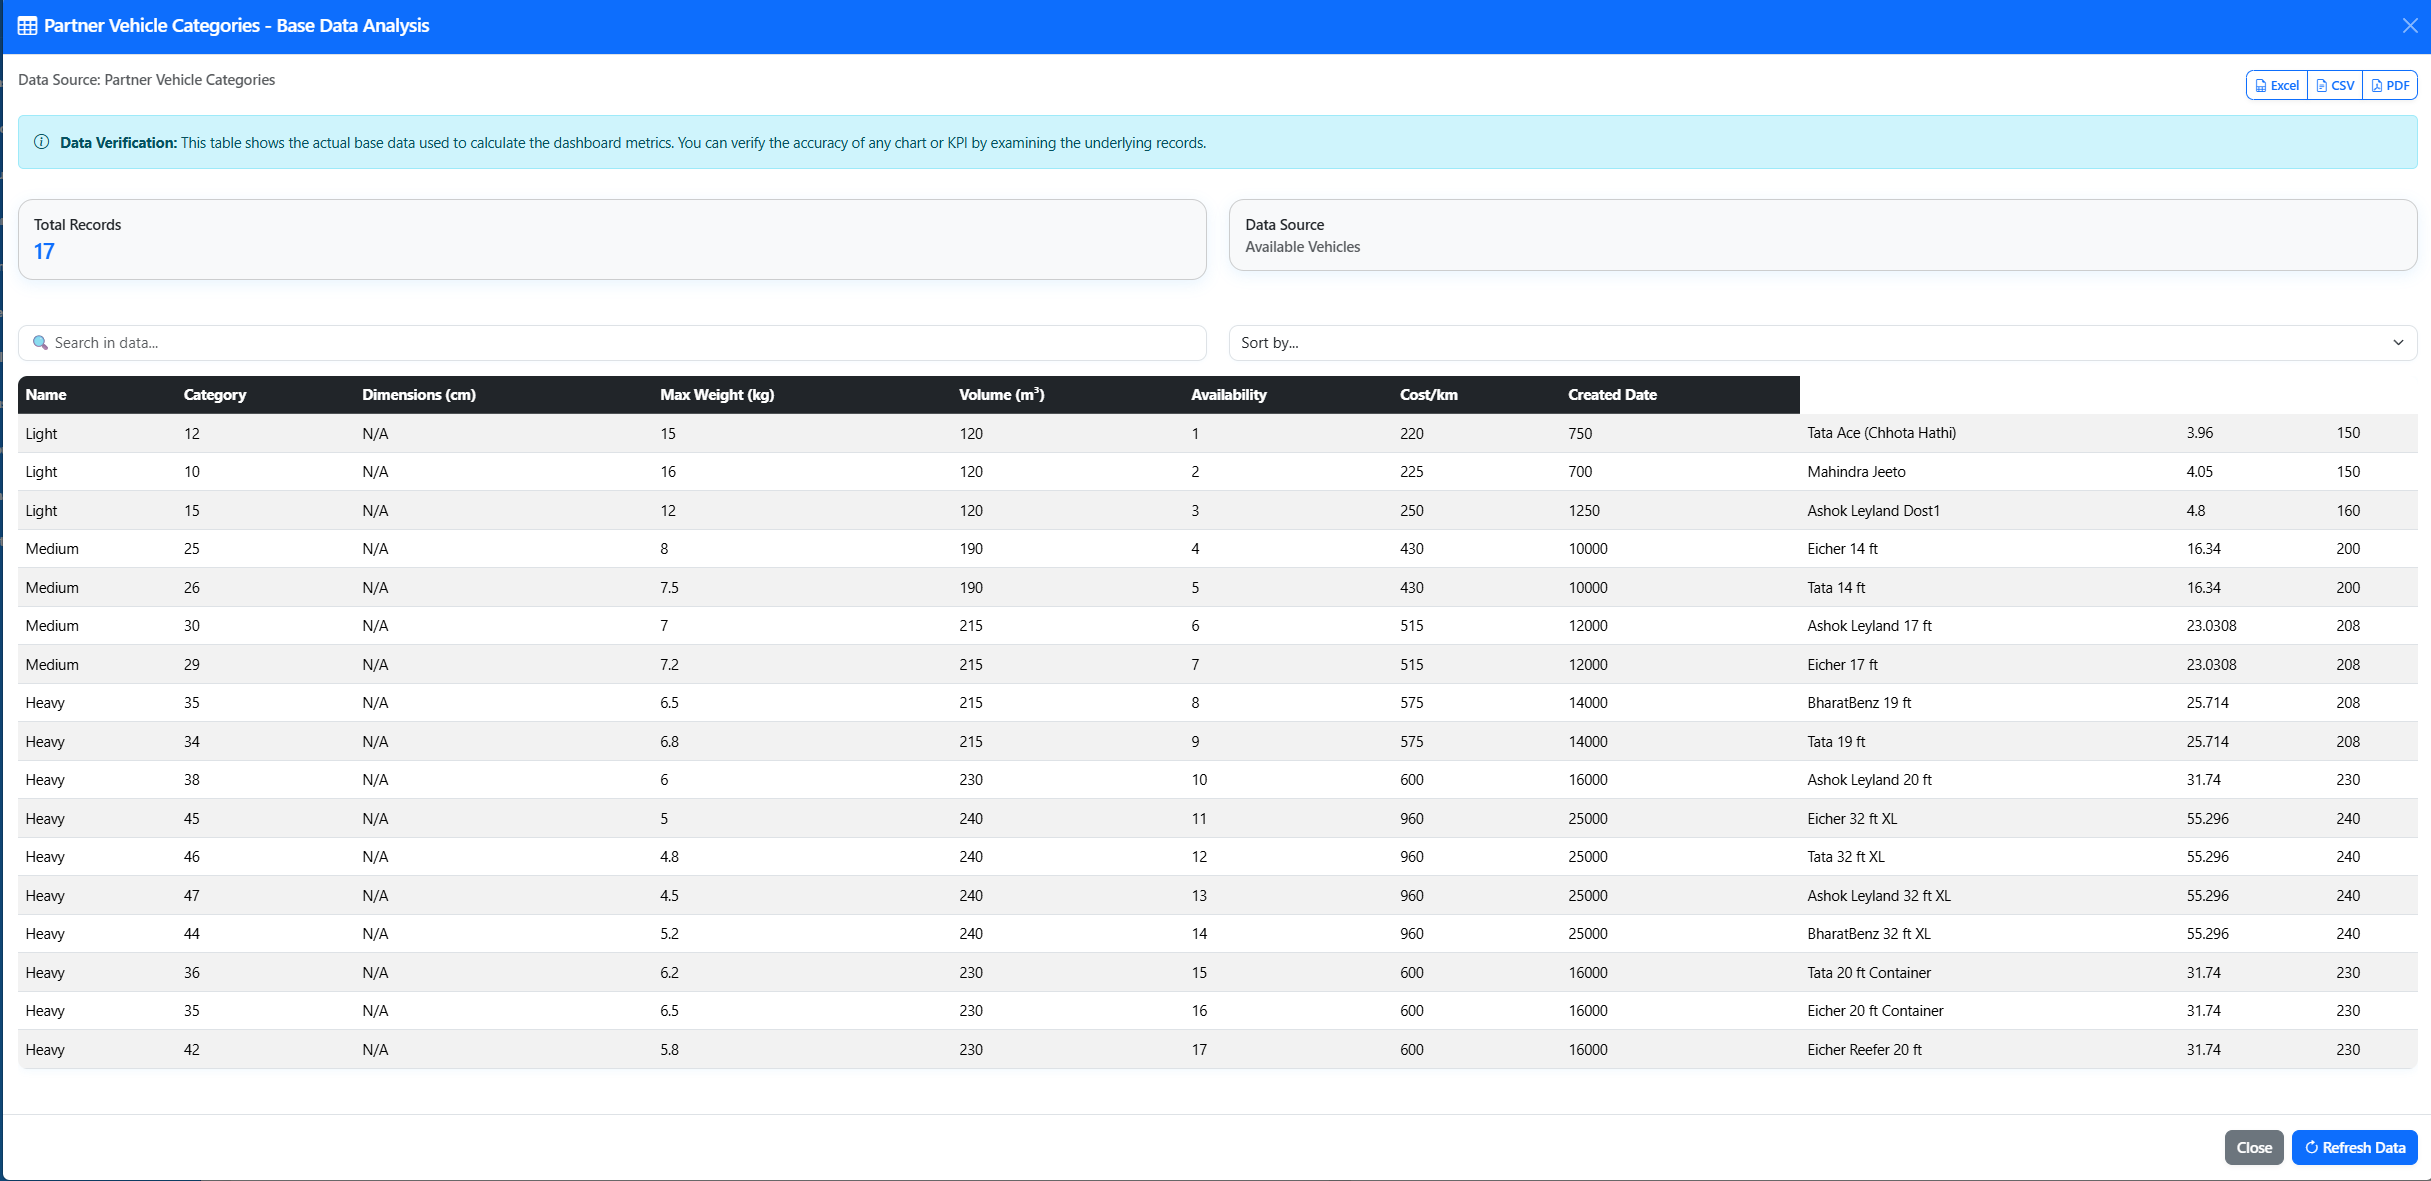 Partner Vehicle Categories - Base Data Analysis
Data Source: Partner Vehicle Categories
Excel CSV PDF
Data Verification: This table shows the actual base data used to calculate the dashboard metrics. You can verify the accuracy of any chart or KPI by examining the underlying records.
Total Records
17
Data Source
Available Vehicles
Search in data...
Sort by...
Name Category Dimensions (cm) Max Weight (kg) Volume (m³) Availability Cost/km Created Date
Light 12 N/A 15 120 1 220 750 Tata Ace (Chhota Hathi) 3.96 150
Light 10 N/A 16 120 2 225 700 Mahindra Jeeto 4.05 150
Light 15 N/A 12 120 3 250 1250 Ashok Leyland Dost1 4.8 160
Medium 25 N/A 8 190 4 430 10000 Eicher 14 ft 16.34 200
Medium 26 N/A 7.5 190 5 430 10000 Tata 14 ft 16.34 200
Medium 30 N/A 7 215 6 515 12000 Ashok Leyland 17 ft 23.0308 208
Medium 29 N/A 7.2 215 7 515 12000 Eicher 17 ft 23.0308 208
Heavy 35 N/A 6.5 215 8 575 14000 BharatBenz 19 ft 25.714 208
Heavy 34 N/A 6.8 215 9 575 14000 Tata 19 ft 25.714 208
Heavy 38 N/A 6 230 10 600 16000 Ashok Leyland 20 ft 31.74 230
Heavy 45 N/A 5 240 11 960 25000 Eicher 32 ft XL 55.296 240
Heavy 46 N/A 4.8 240 12 960 25000 Tata 32 ft XL 55.296 240
Heavy 47 N/A 4.5 240 13 960 25000 Ashok Leyland 32 ft XL 55.296 240
Heavy 44 N/A 5.2 240 14 960 25000 BharatBenz 32 ft XL 55.296 240
Heavy 36 N/A 6.2 230 15 600 16000 Tata 20 ft Container 31.74 230
Heavy 35 N/A 6.5 230 16 600 16000 Eicher 20 ft Container 31.74 230
Heavy 42 N/A 5.8 230 17 600 16000 Eicher Reefer 20 ft 31.74 230
Close Refresh Data